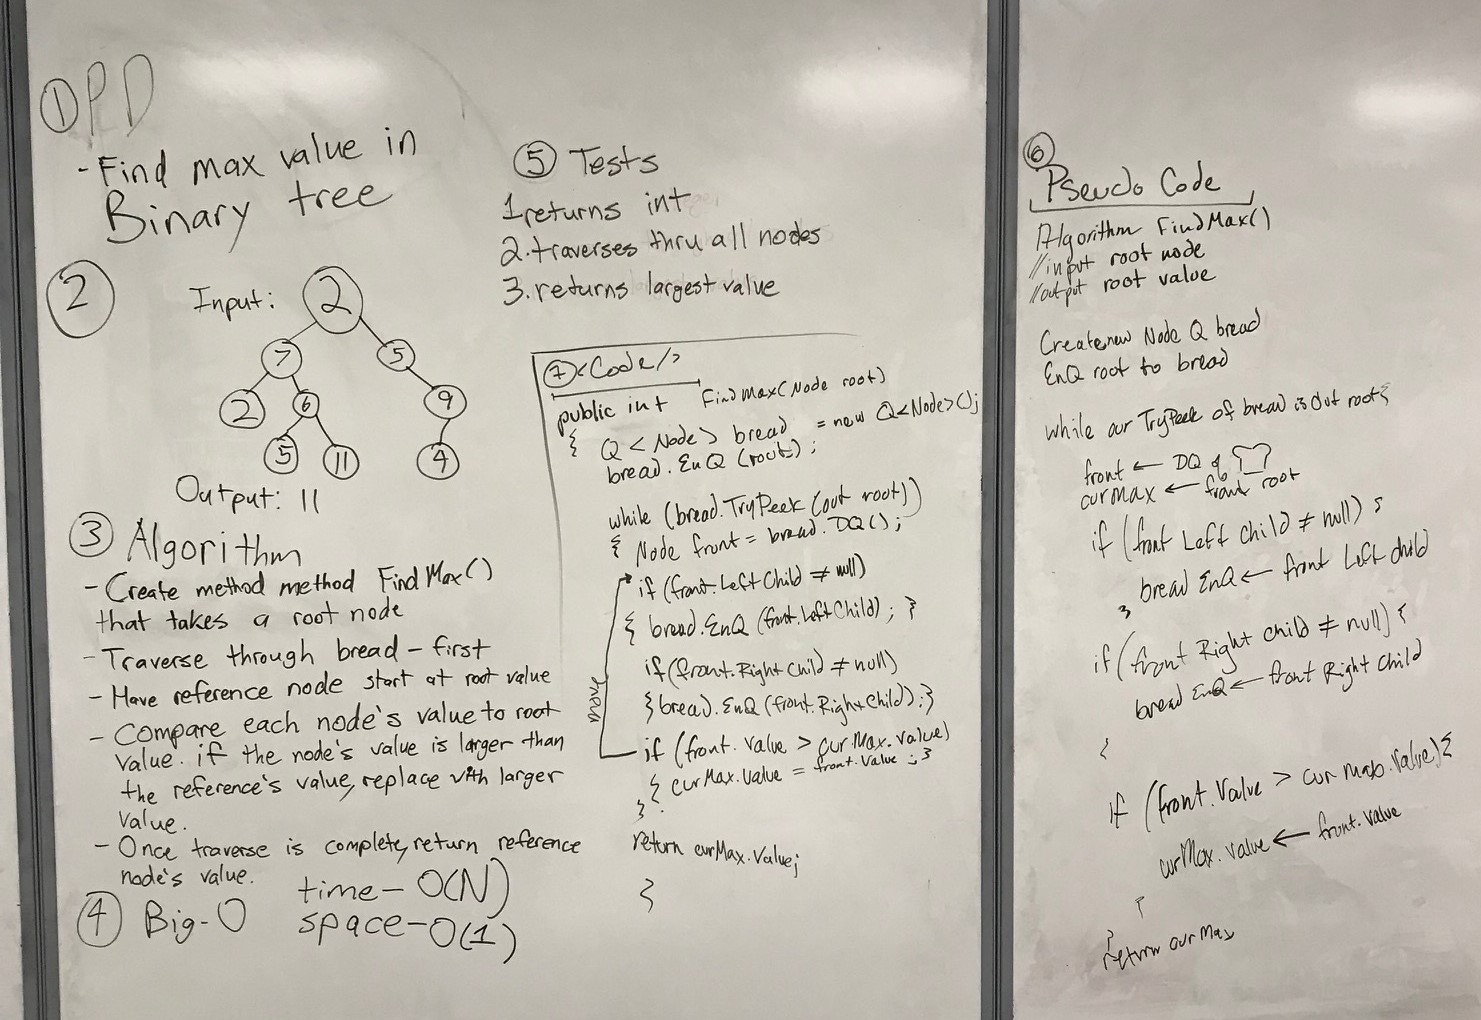 ① PD
- Find max value in
Binary tree
②
Input:
2
7 5
2 6 9
5 11 4
Output: 11
③ Algorithm
- Create method method FindMax()
that takes a root node
- Traverse through bread-first
- Have reference node start at root value
- Compare each node's value to root
value. if the node's value is larger than
the reference's value, replace with larger
value.
- Once traverse is complete, return reference
node's value.
④ Big-O time- O(N)
space- O(1)
⑤ Tests
1. returns int
2. traverses thru all nodes
3. returns largest value
⑦ <Code/>
public int FindMax(Node root)
{ Q<Node> bread = new Q<Node>();
bread.EnQ(root);
while (bread.TryPeek(out root))
{ Node front = bread.DQ();
if (front.LeftChild ≠ null)
{ bread.EnQ(front.LeftChild); }
if(front.RightChild ≠ null)
{bread.EnQ(front.RightChild);}
move
if (front.value > curMax.value)
{ curMax.Value = front.value; }
}
return curMax.Value;
}
⑥
Pseudo Code
Algorithm FindMax()
//input root node
//output root value
Create new Node Q bread
EnQ root to bread
while our TryPeek of bread is out root{
front ← DQ of
curMax ← root
if (front Left Child ≠ null) {
bread EnQ ← front Left child
}
if (front Right child ≠ null) {
bread EnQ ← front Right Child
}
if (front.Value > cur Max.Value){
curMax.value ← front.value
}
}
return curMax